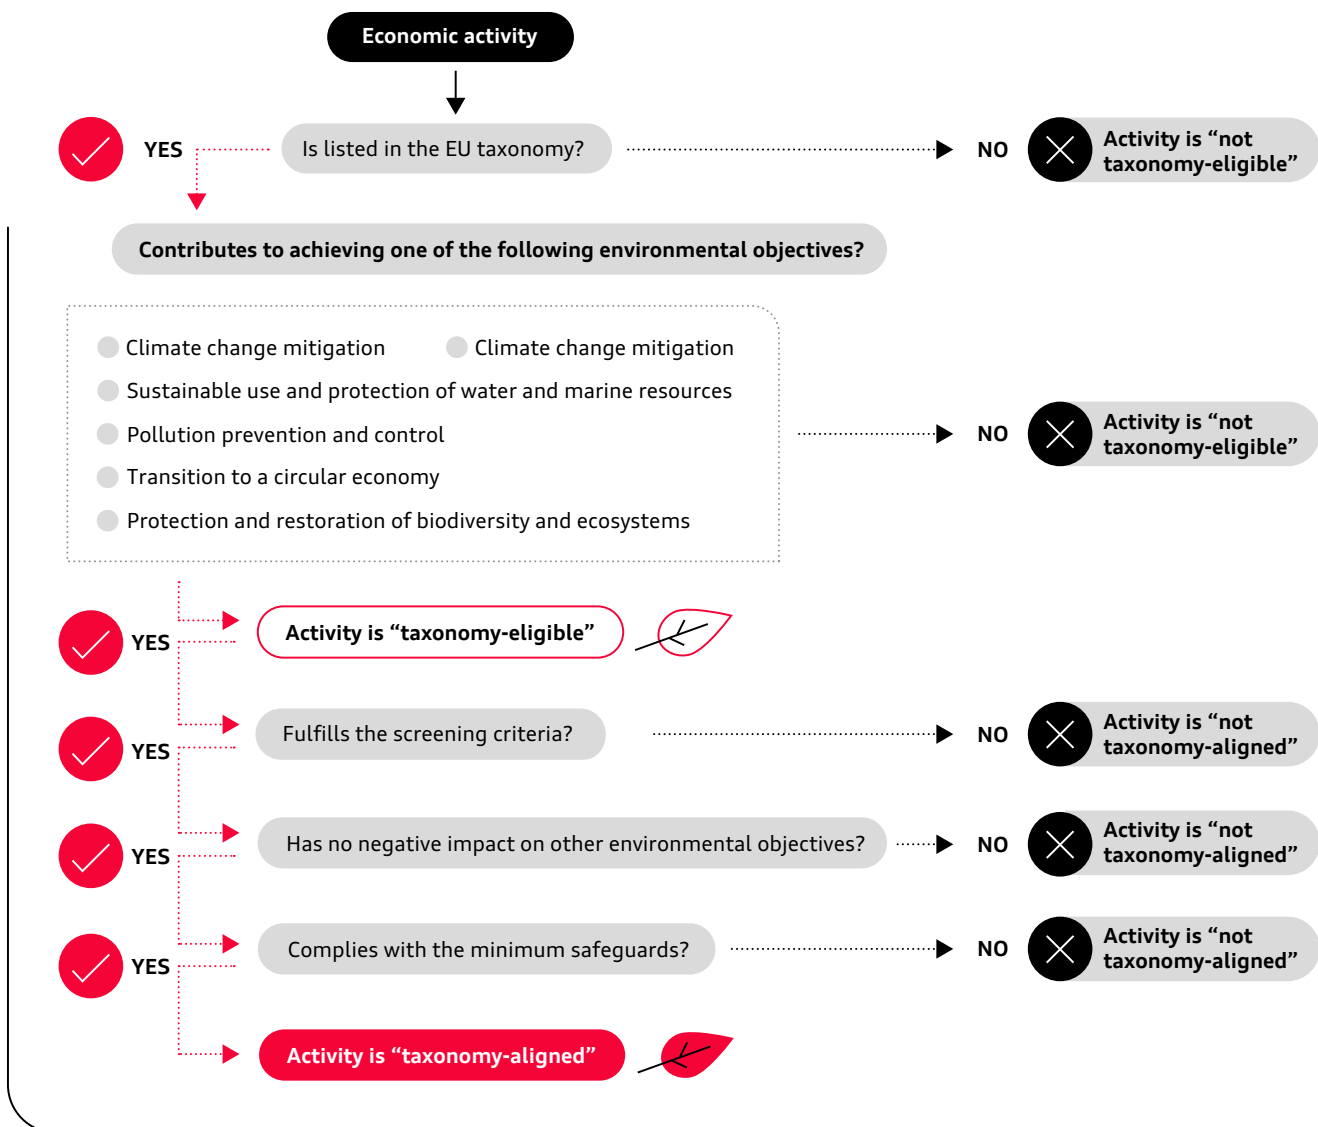 Economic activity
YES
Is listed in the EU taxonomy?
NO
Activity is “not
taxonomy-eligible”
Contributes to achieving one of the following environmental objectives?
Climate change mitigation
Climate change mitigation
Sustainable use and protection of water and marine resources
Pollution prevention and control
Transition to a circular economy
Protection and restoration of biodiversity and ecosystems
NO
Activity is “not
taxonomy-eligible”
YES
Activity is “taxonomy-eligible”
YES
Fulfills the screening criteria?
NO
Activity is “not
taxonomy-aligned”
YES
Has no negative impact on other environmental objectives?
NO
Activity is “not
taxonomy-aligned”
YES
Complies with the minimum safeguards?
NO
Activity is “not
taxonomy-aligned”
Activity is “taxonomy-aligned”